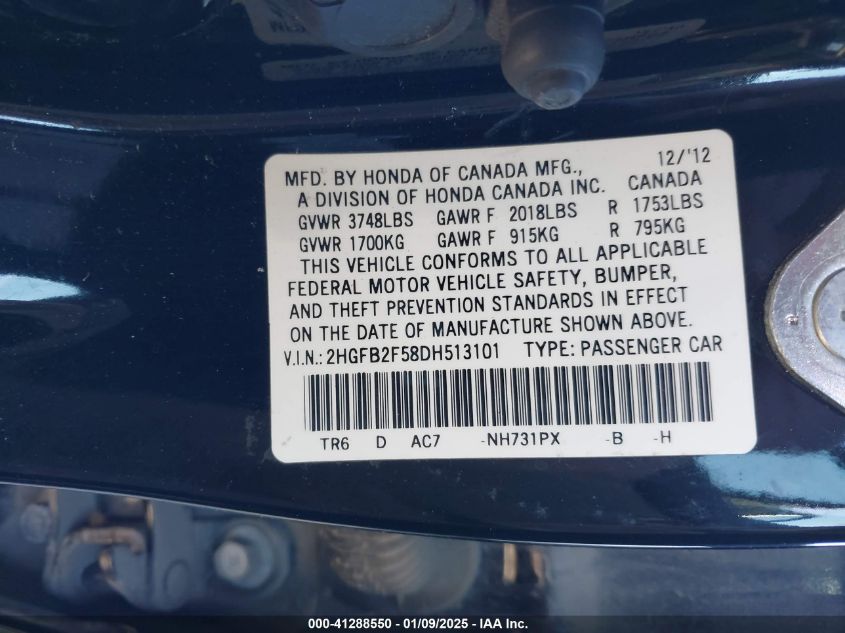 MFD. BY HONDA OF CANADA MFG., 12/'12
A DIVISION OF HONDA CANADA INC. CANADA
GVWR 3748LBS GAWR F 2018LBS R 1753LBS
GVWR 1700KG GAWR F 915KG R 795KG
THIS VEHICLE CONFORMS TO ALL APPLICABLE
FEDERAL MOTOR VEHICLE SAFETY, BUMPER,
AND THEFT PREVENTION STANDARDS IN EFFECT
ON THE DATE OF MANUFACTURE SHOWN ABOVE.
V.I.N.: 2HGFB2F58DH513101 TYPE: PASSENGER CAR
TR6 D AC7 -NH731PX -B -H
000-41288550 - 01/09/2025 - IAA Inc.